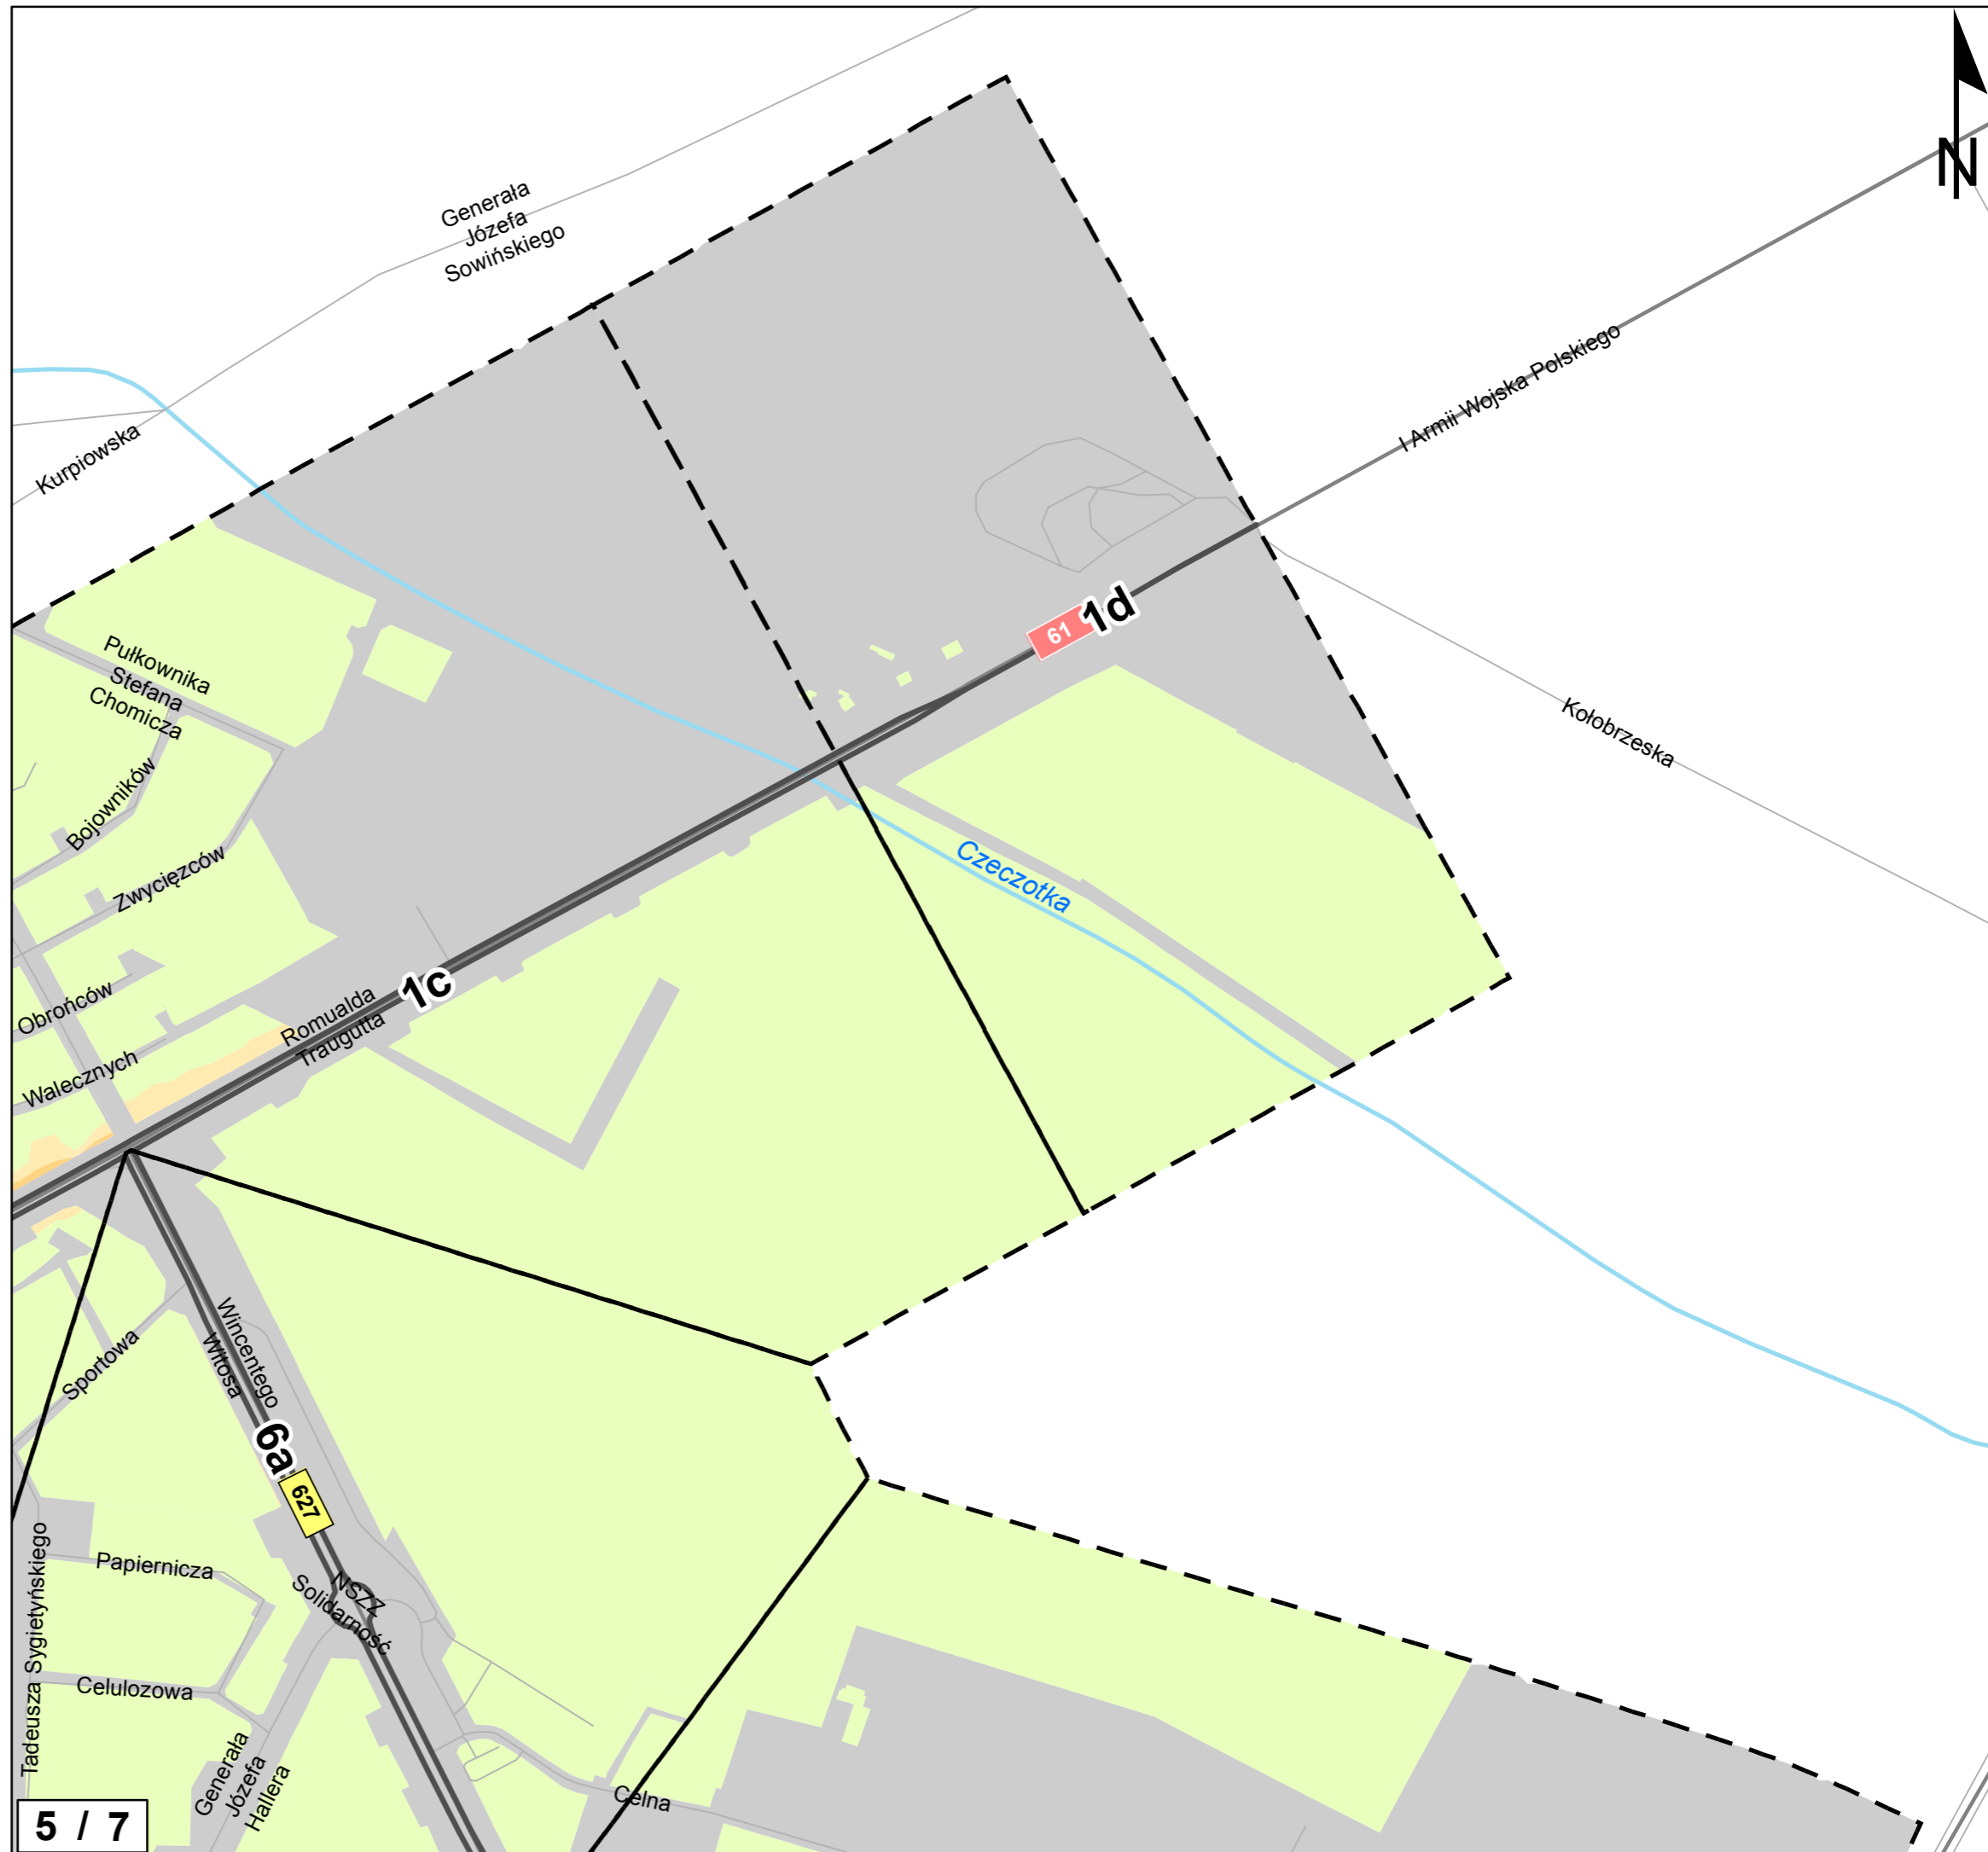 N
Generała
Józefa
Sowińskiego
I Armii Wojska Polskiego
Kurpiowska
61
1d
Pułkownika
Stefana
Chomicza
Kołobrzeska
Bojowników
Zwycięzców
Czeczotka
1c
Obrońców
Romualda
Traugutta
Walecznych
Wincentego
Witosa
Sportowa
6a
627
Papiernicza
NSZZ
Solidarność
Tadeusza Sygietyńskiego
Celulozowa
Generała
Józefa
Hallera
Celna
5 / 7